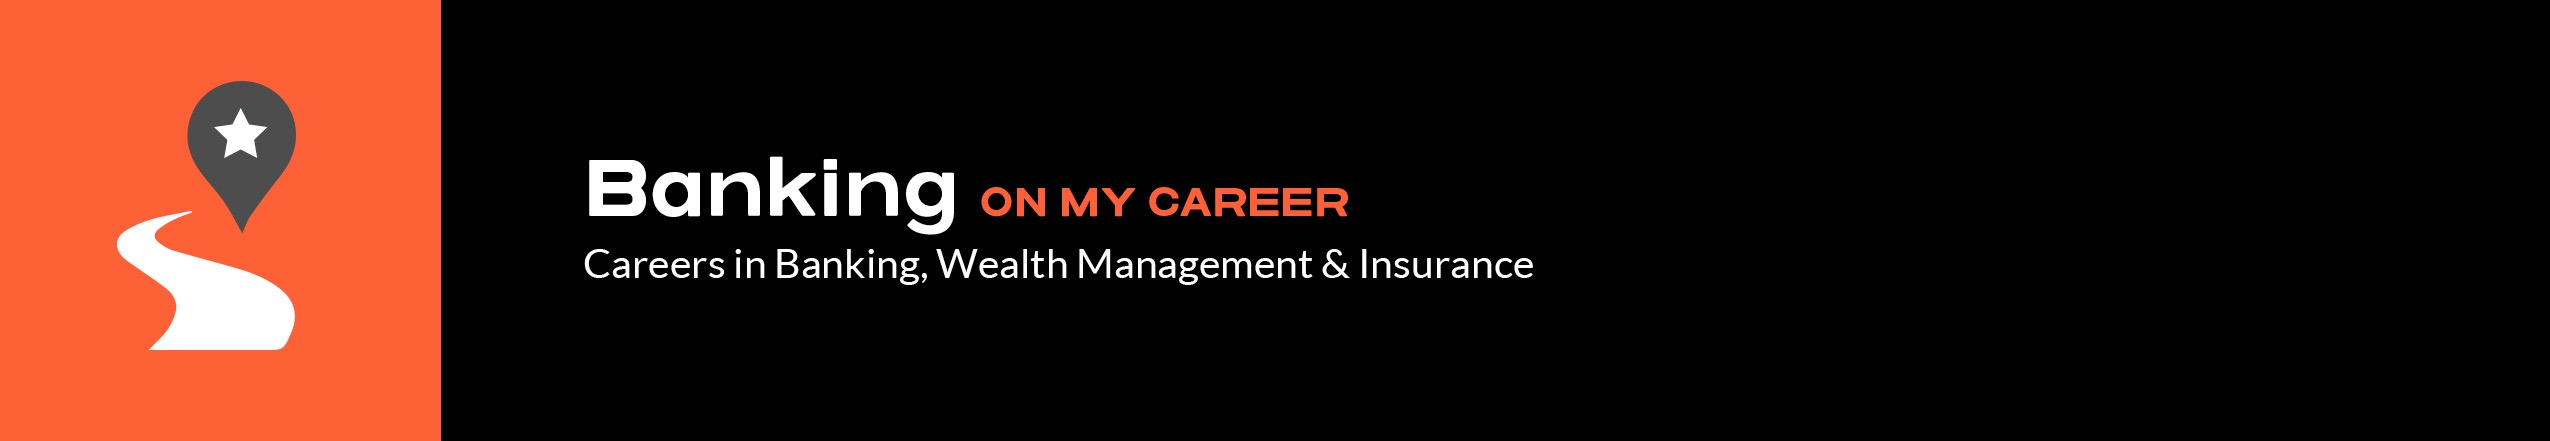 Banking ON MY CAREER
Careers in Banking, Wealth Management & Insurance